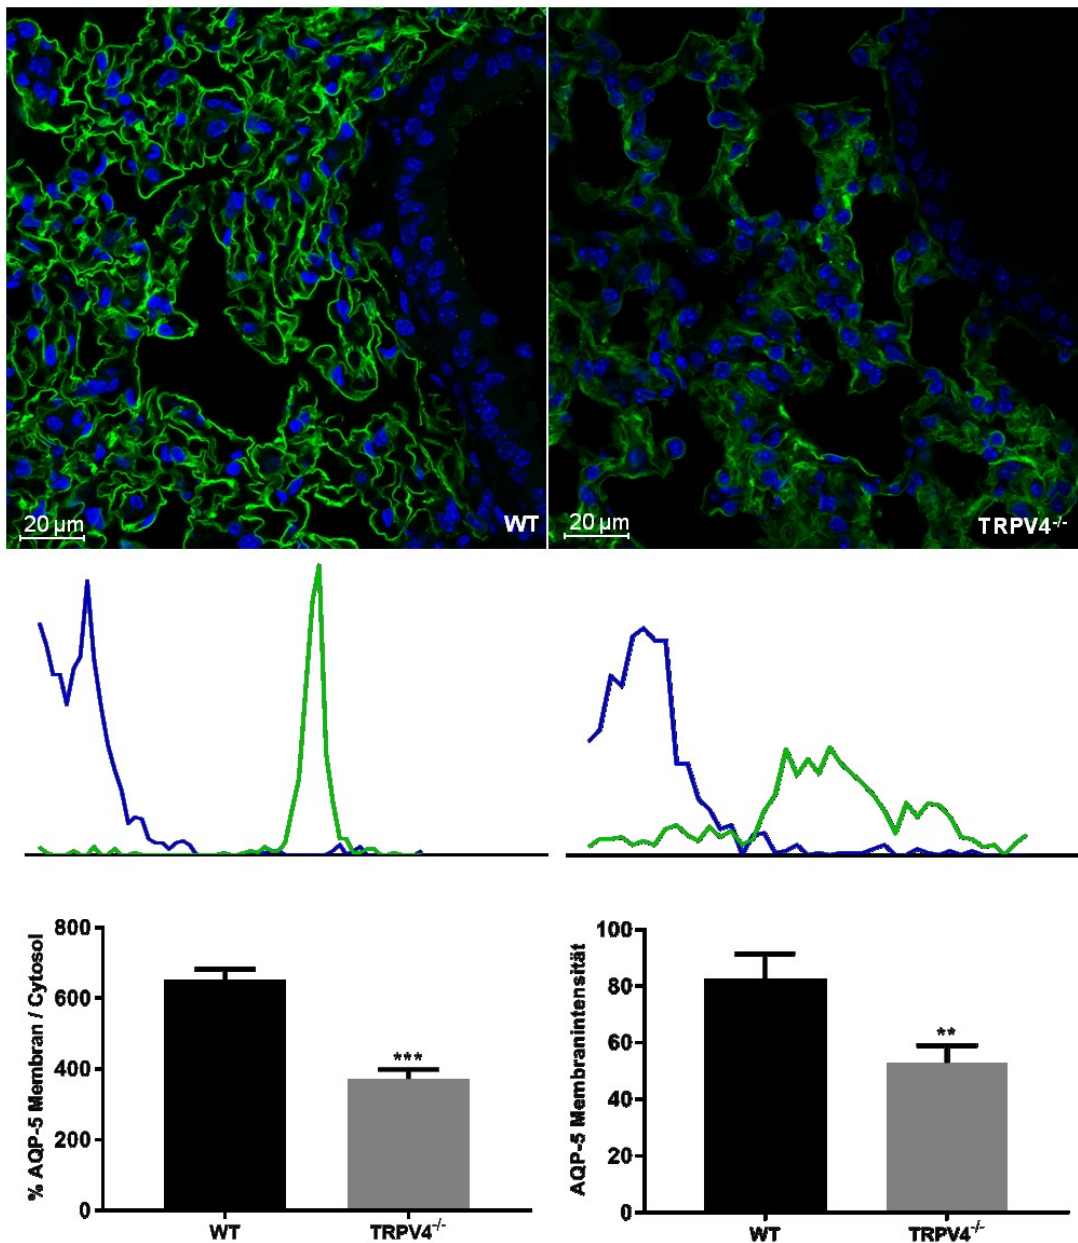 20 µm
WT
20 µm
TRPV4-/-
% AQP-5 Membran / Cytosol
800
600
400
200
0
***
WT
TRPV4-/-
AQP-5 Membranintensität
100
80
60
40
20
0
**
WT
TRPV4-/-